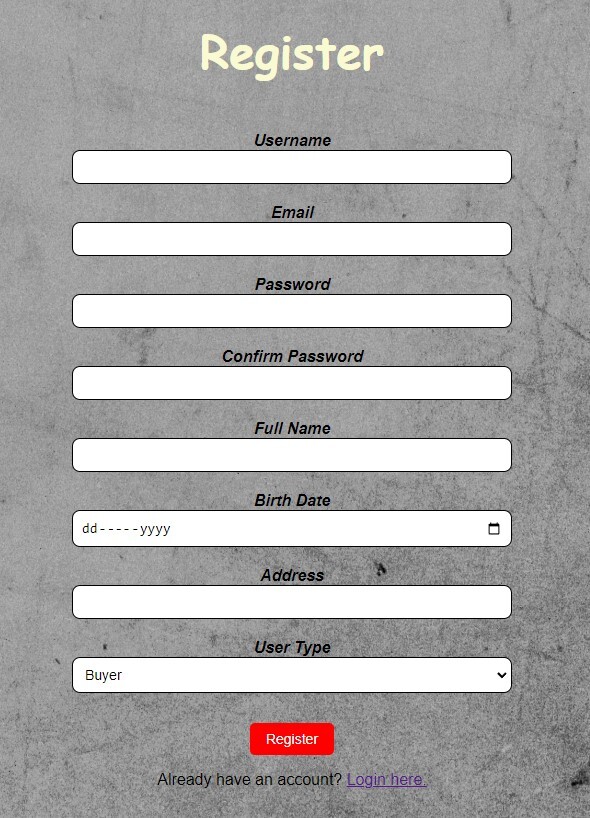 Register
Username
Email
Password
Confirm Password
Full Name
Birth Date
dd-----yyyy
Address
User Type
Buyer
Register
Already have an account? Login here.